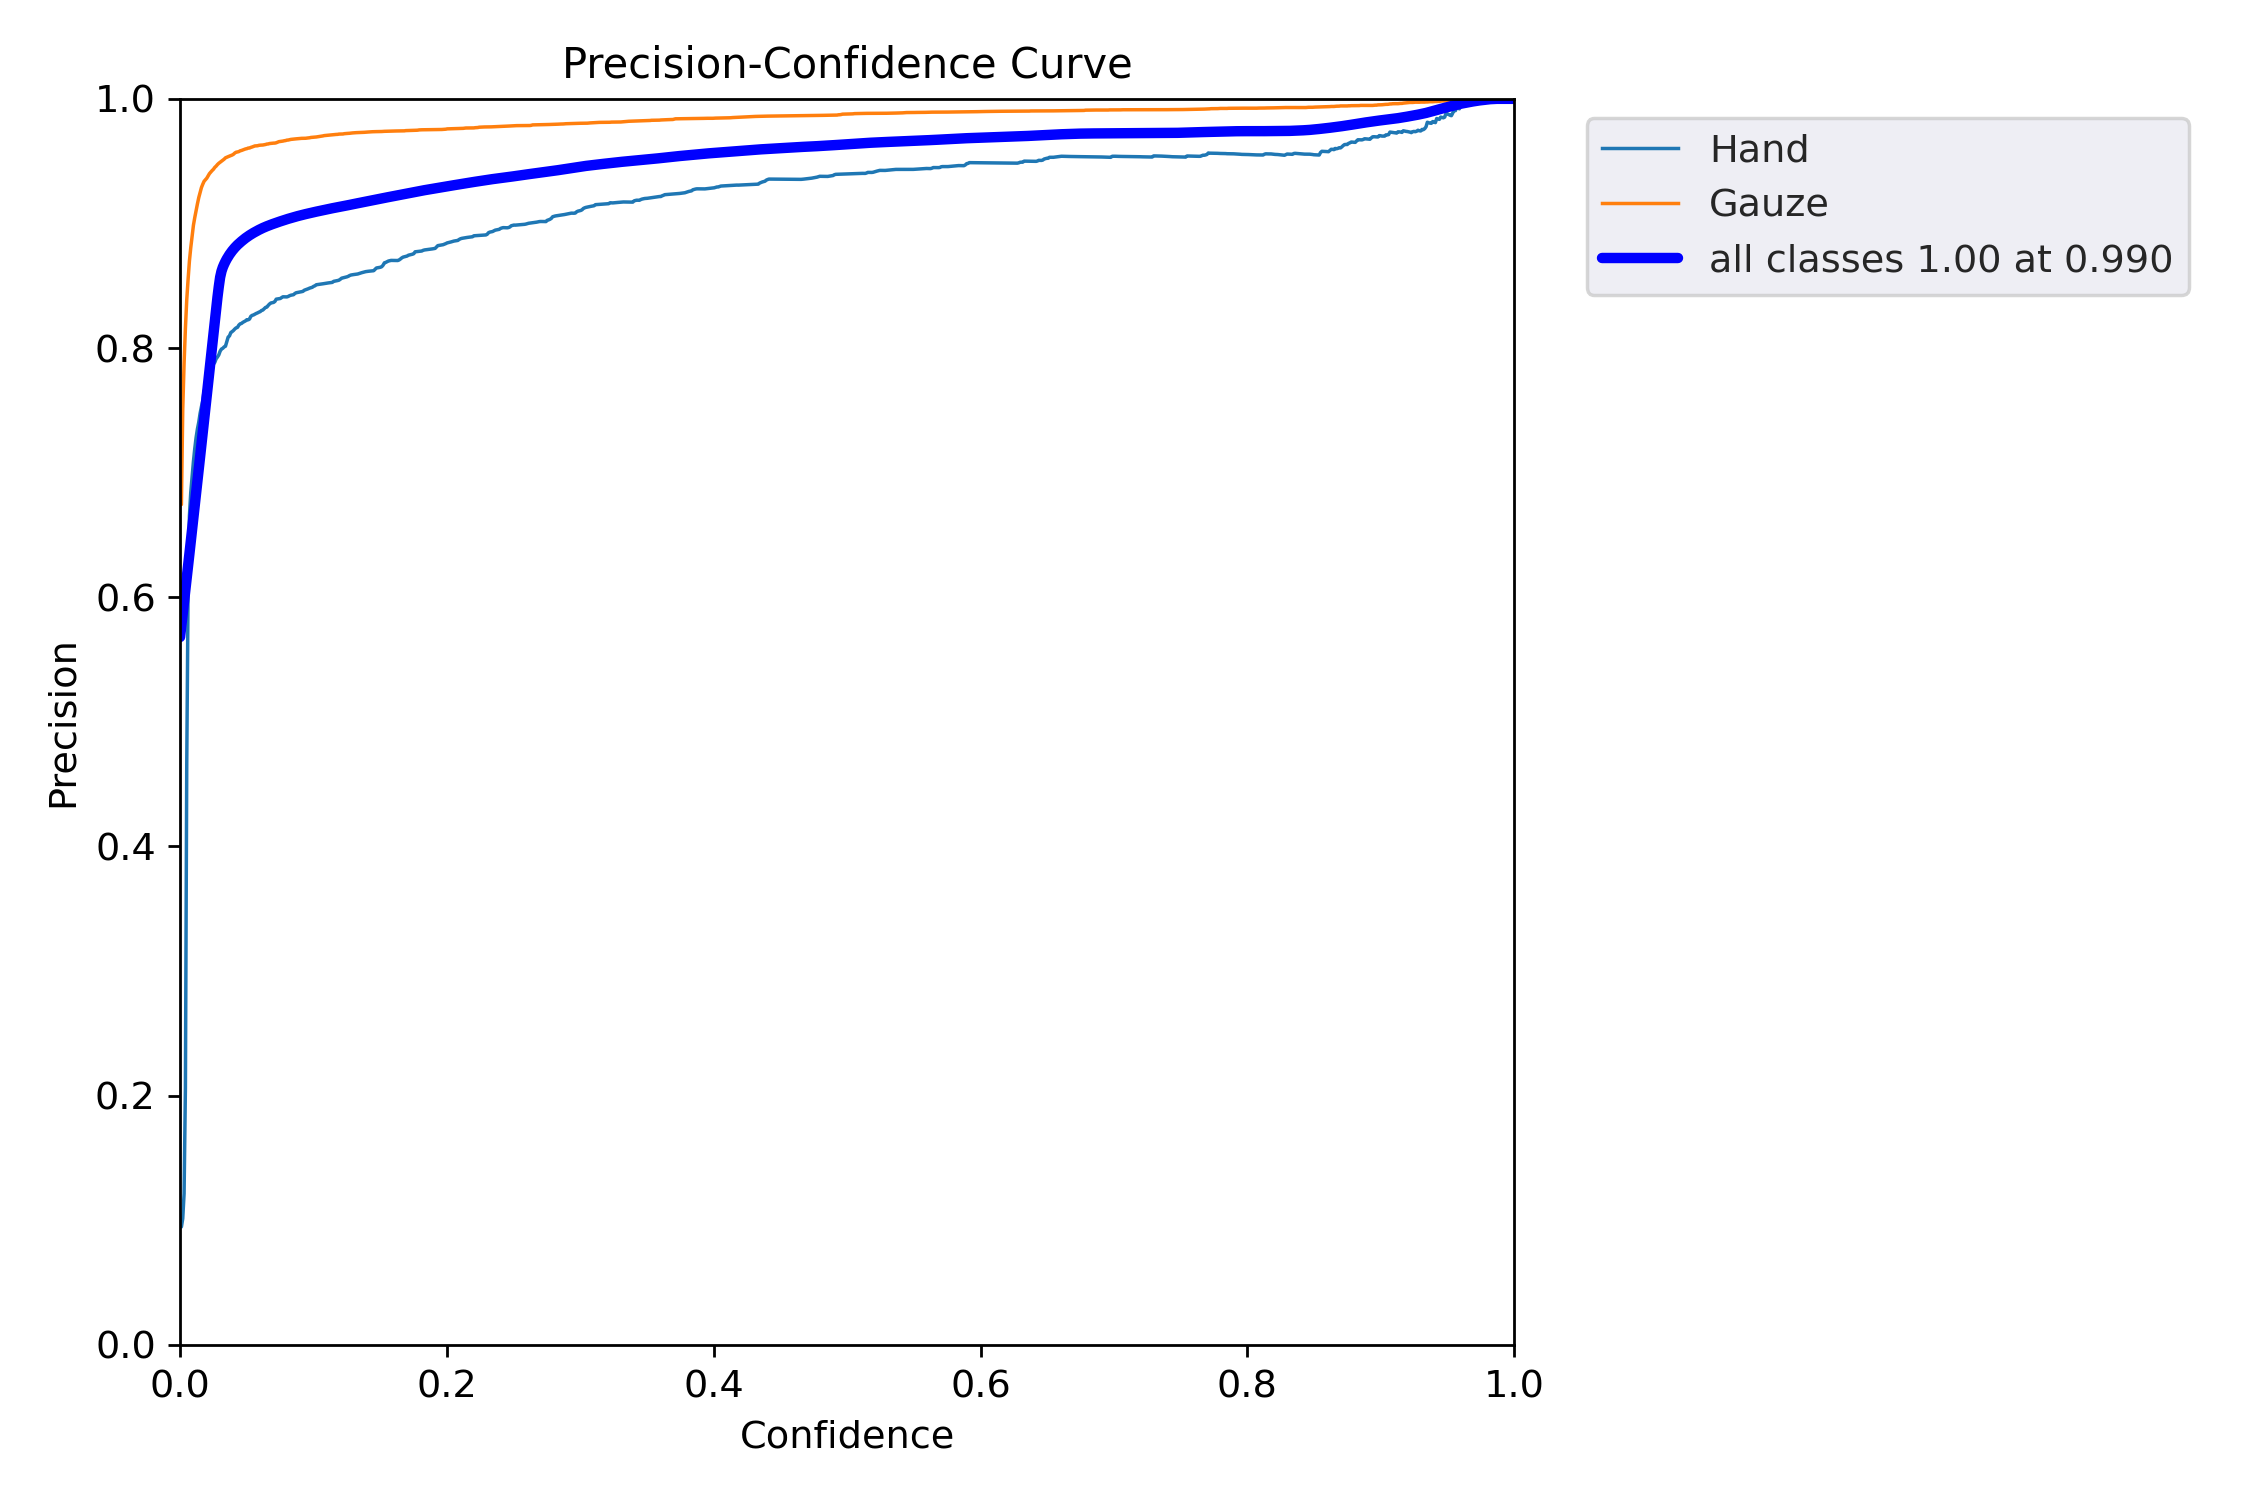 Precision-Confidence Curve
1.0
0.8
0.6
0.4
0.2
0.0
Precision
0.0 0.2 0.4 0.6 0.8 1.0
Confidence
Hand
Gauze
all classes 1.00 at 0.990